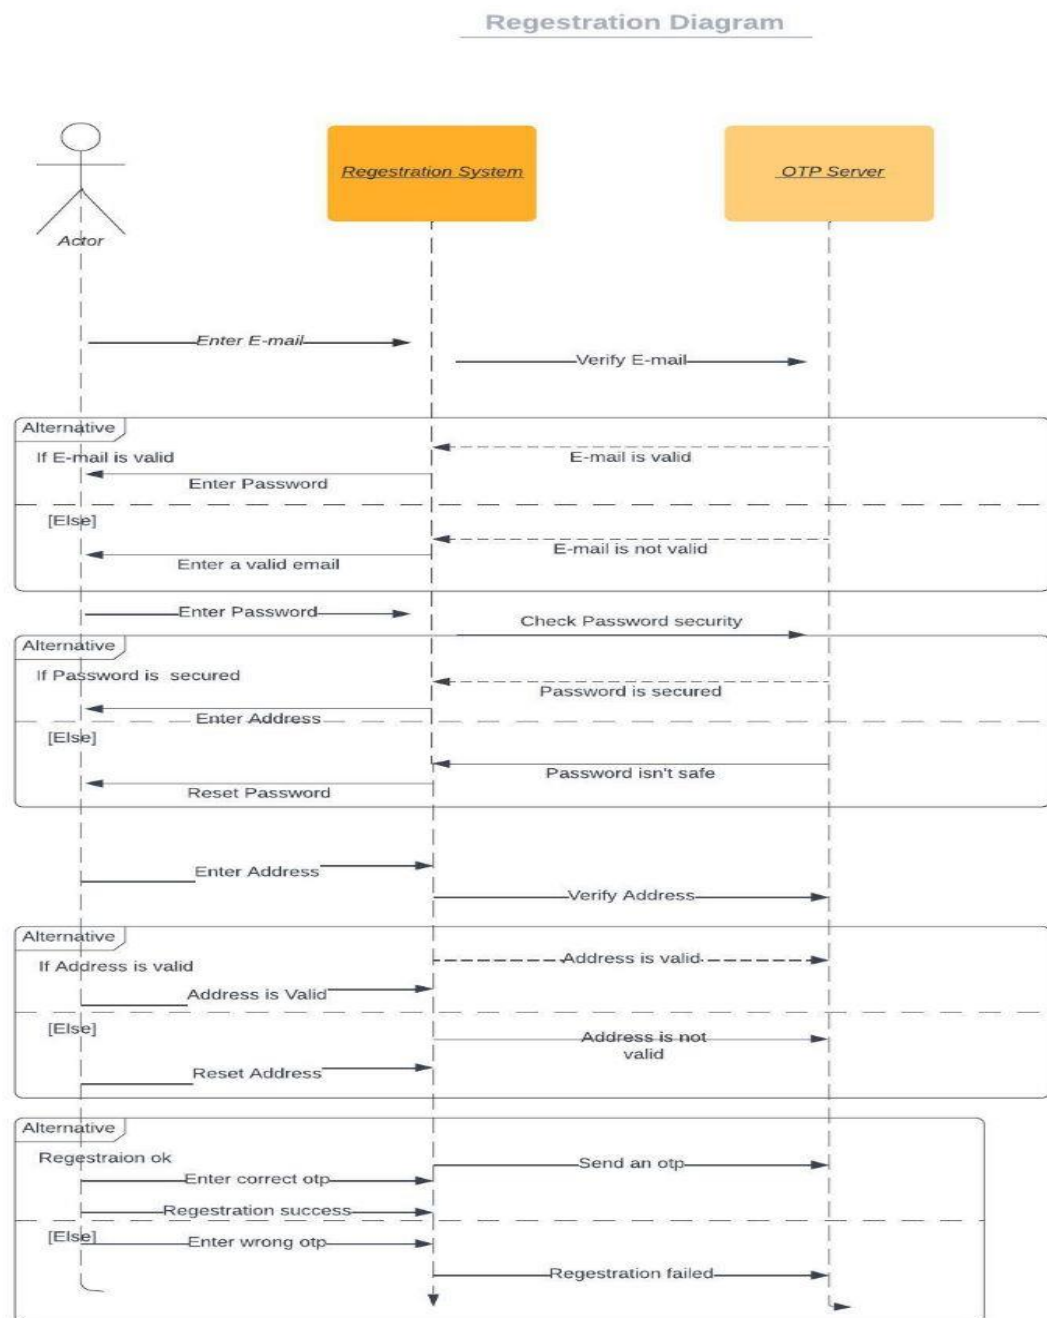 Regestration Diagram
Regestration System
OTP Server
Actor
Enter E-mail
Verify E-mail
Alternative
If E-mail is valid
E-mail is valid
Enter Password
[Else]
E-mail is not valid
Enter a valid email
Enter Password
Check Password security
Alternative
If Password is secured
Password is secured
Enter Address
[Else]
Password isn't safe
Reset Password
Enter Address
Verify Address
Alternative
If Address is valid
Address is valid
Address is Valid
[Else]
Address is not
valid
Reset Address
Alternative
Regestraion ok
Send an otp
Enter correct otp
Regestration success
[Else]
Enter wrong otp
Regestration failed